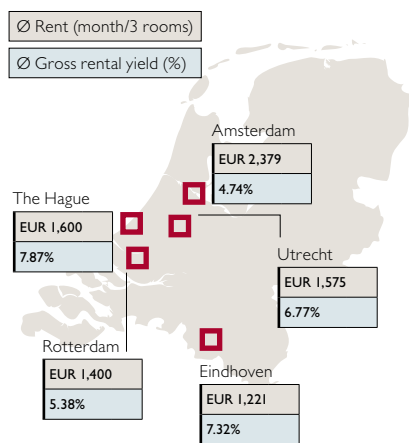 Ø Rent (month/3 rooms)
Ø Gross rental yield (%)
Amsterdam
EUR 2,379
4.74%
The Hague
EUR 1,600
7.87%
Utrecht
EUR 1,575
6.77%
Rotterdam
EUR 1,400
5.38%
Eindhoven
EUR 1,221
7.32%